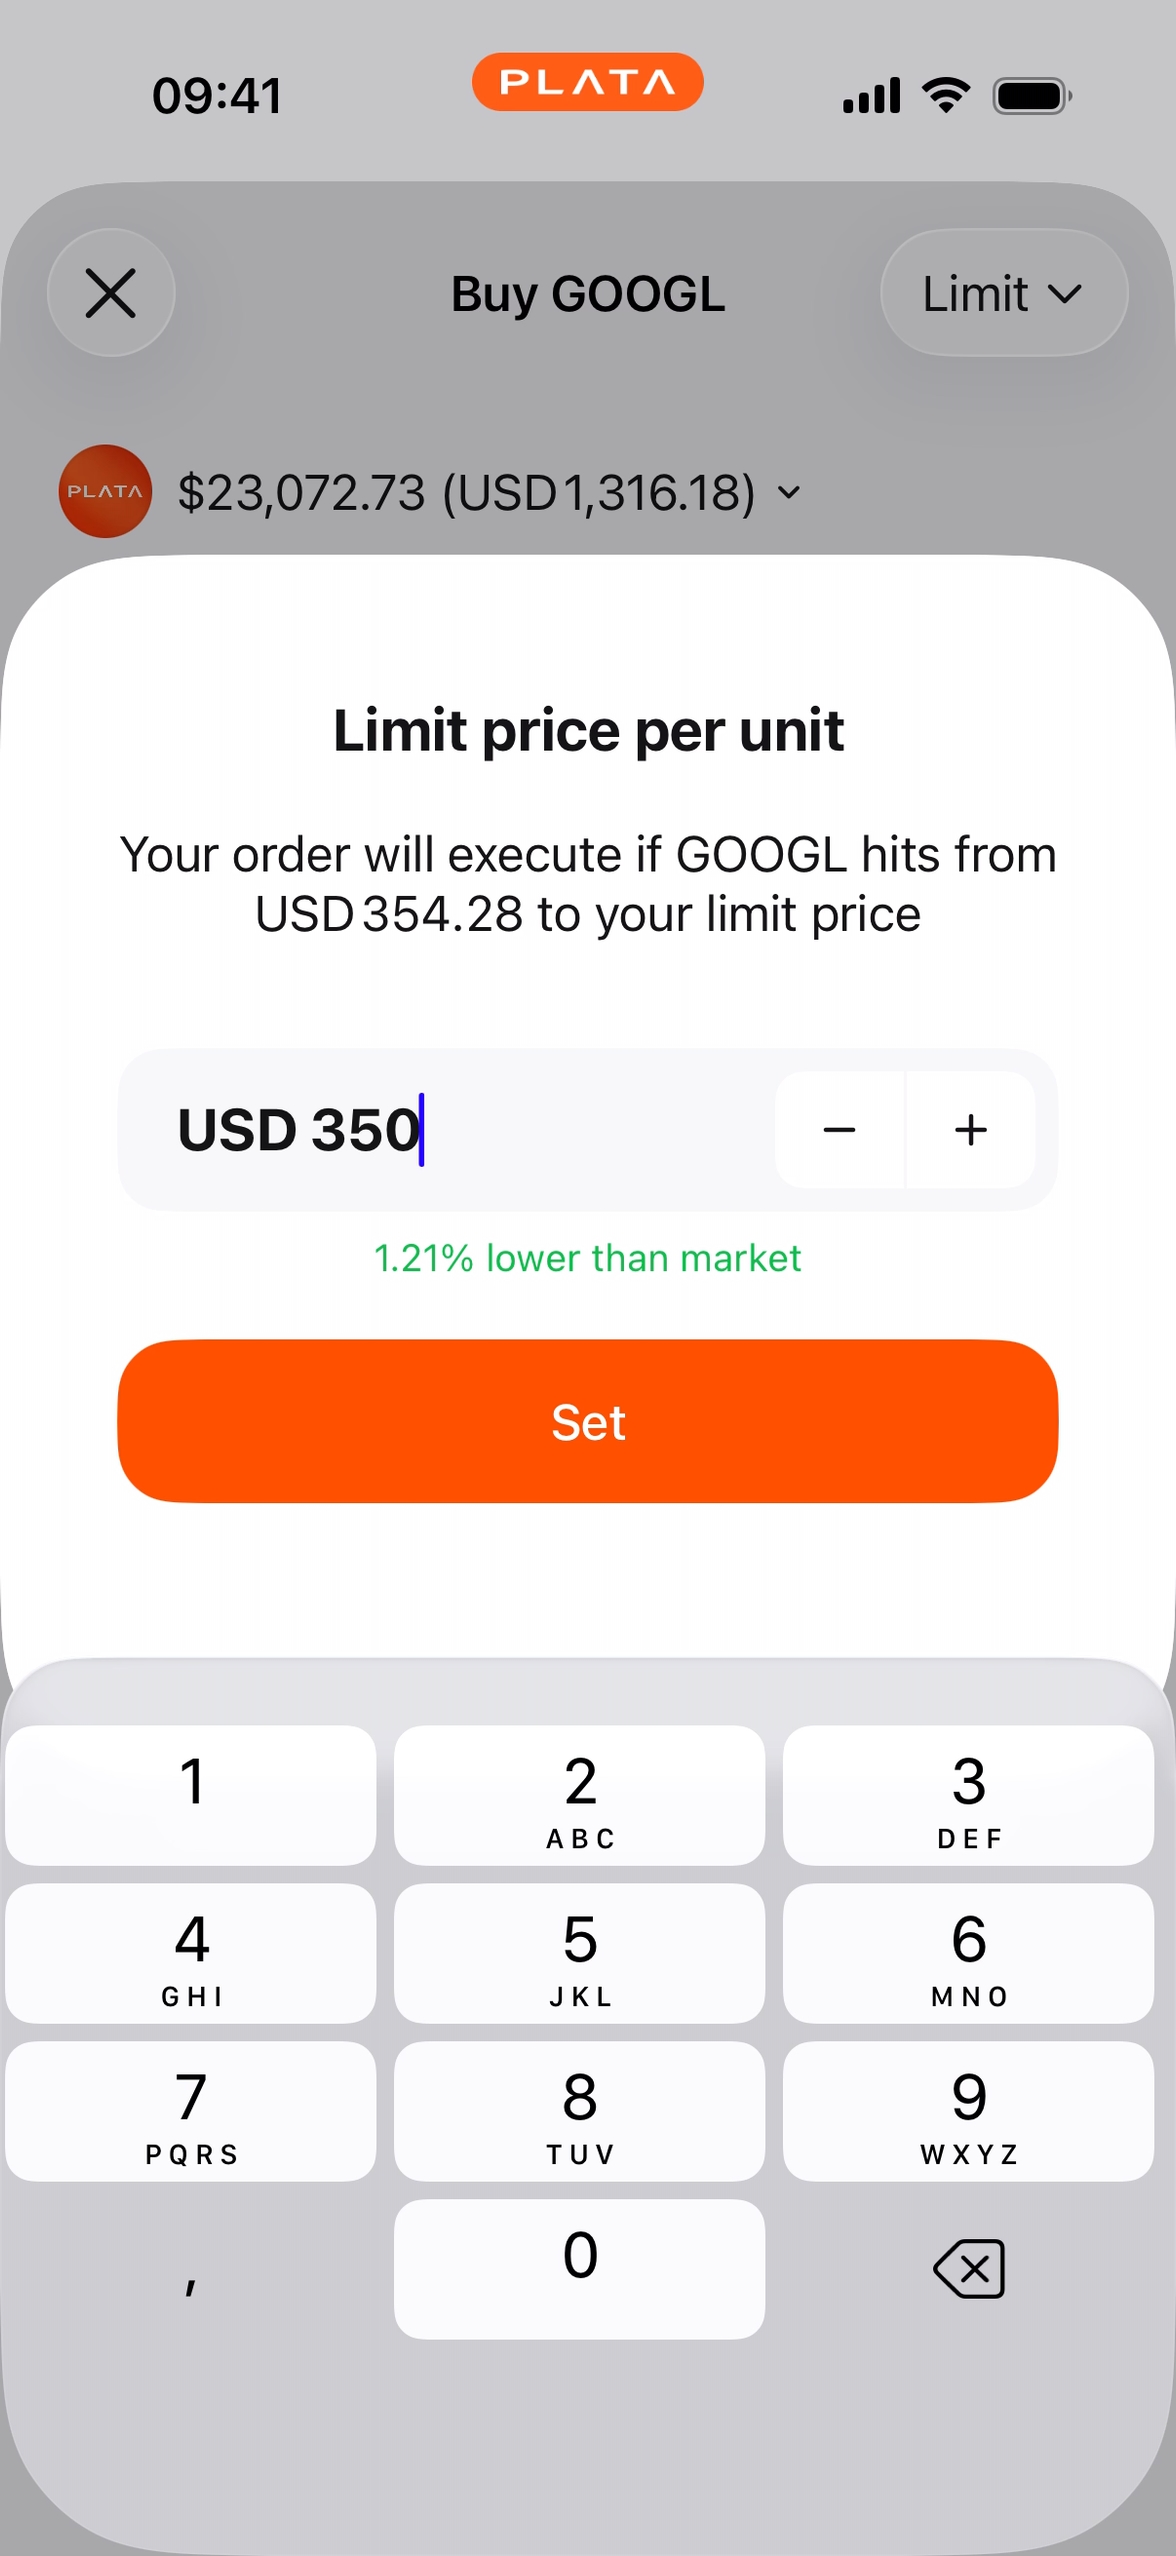 09:41
PLATA
Buy GOOGL
Limit
PLATA
$23,072.73 (USD 1,316.18)
Limit price per unit
Your order will execute if GOOGL hits from
USD 354.28 to your limit price
USD 350
1.21% lower than market
Set
1
2
ABC
3
DEF
4
GHI
5
JKL
6
MNO
7
PQRS
8
TUV
9
WXYZ
,
0